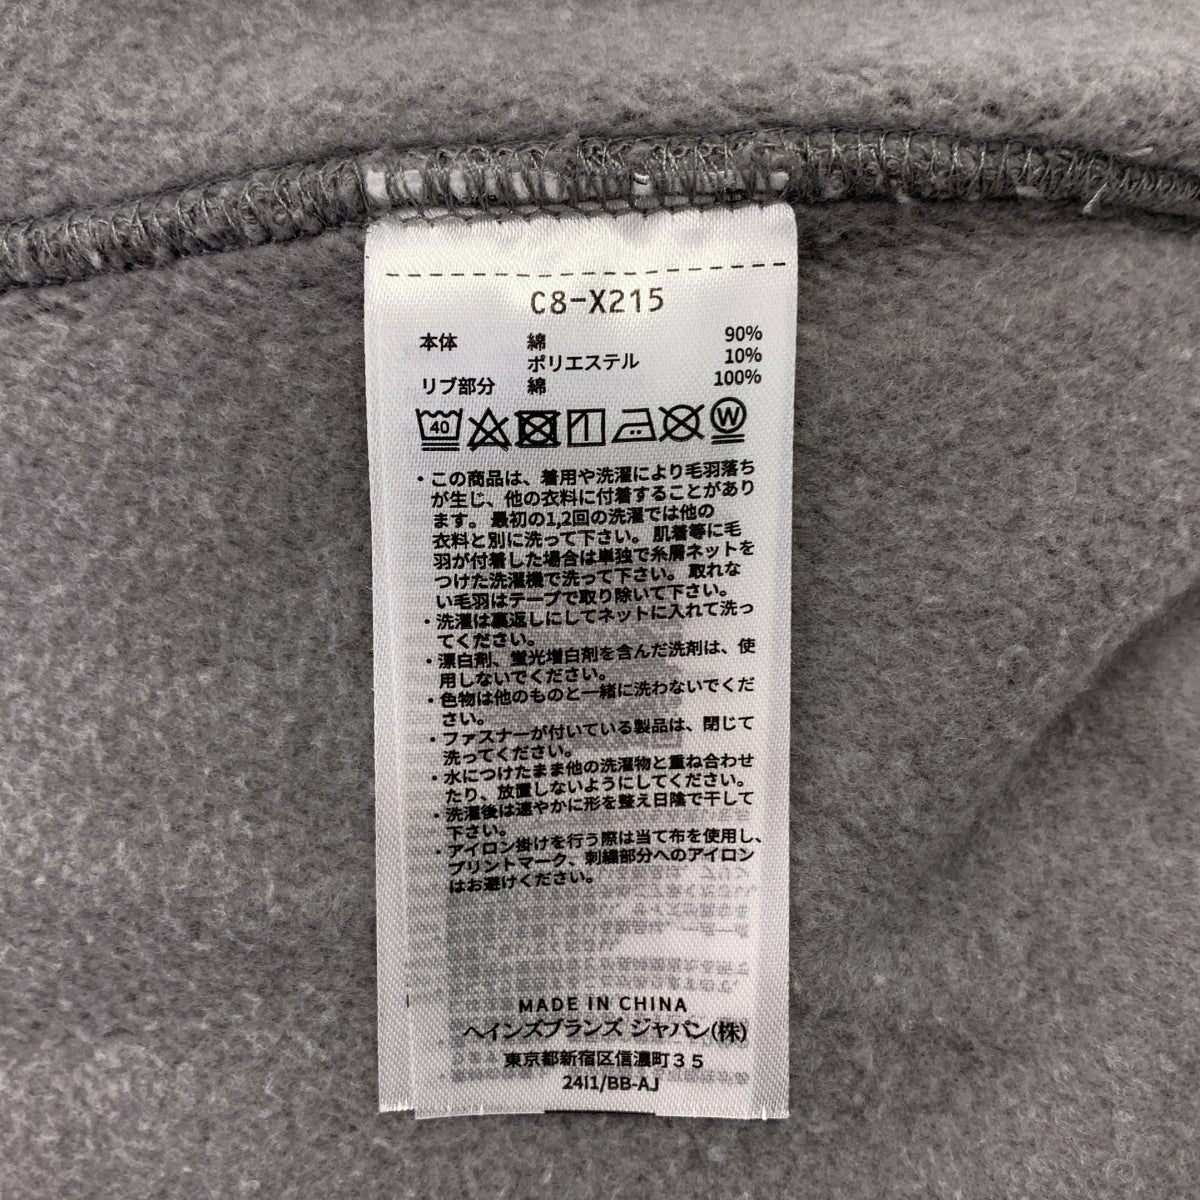 C8-X215
本体 綿 90%
ポリエステル 10%
リブ部分 綿 100%
40 W
・この商品は、着用や洗濯により毛羽落ち
が生じ、他の衣料に付着することがあり
ます。 最初の1,2回の洗濯では他の
衣料と別に洗って下さい。 肌着等に毛
羽が付着した場合は単独で糸屑ネットを
つけた洗濯機で洗って下さい。 取れな
い毛羽はテープで取り除いて下さい。
・洗濯は裏返しにしてネットに入れて洗っ
てください。
・漂白剤、蛍光増白剤を含んだ洗剤は、使
用しないでください。
・色物は他のものと一緒に洗わないでくだ
さい。
・ファスナーが付いている製品は、閉じて
洗ってください。
・水につけたまま他の洗濯物と重ね合わせ
たり、放置しないようにしてください。
・洗濯後は速やかに形を整え日陰で干して
下さい。
・アイロン掛けを行う際は当て布を使用し、
プリントマーク、刺繍部分へのアイロン
はお避けください。
MADE IN CHINA
ヘインズブランズ ジャパン(株)
東京都新宿区信濃町35
24I1/BB-AJ